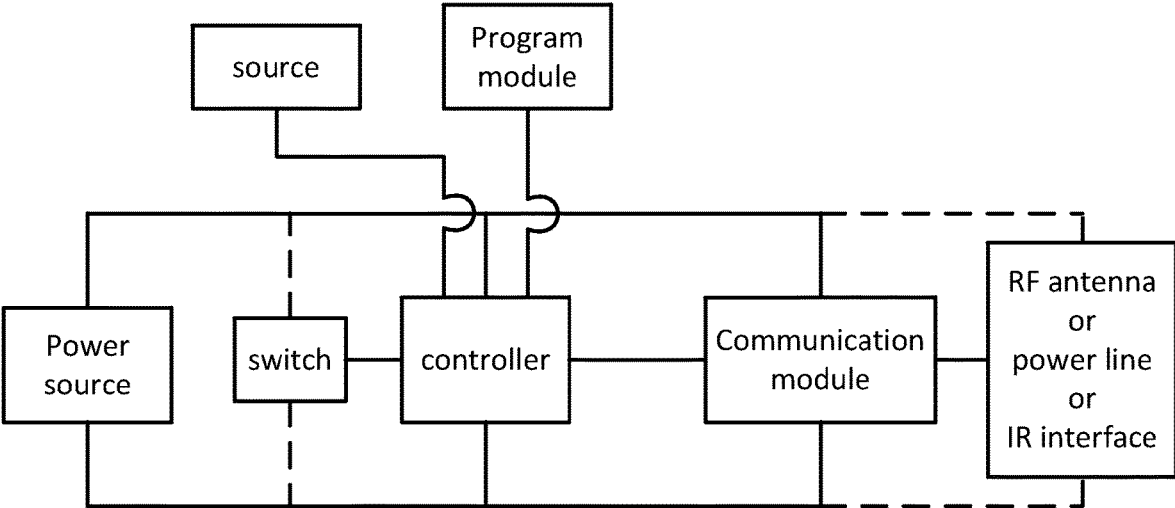 source
Program
module
Power
source
switch
controller
Communication
module
RF antenna
or
power line
or
IR interface